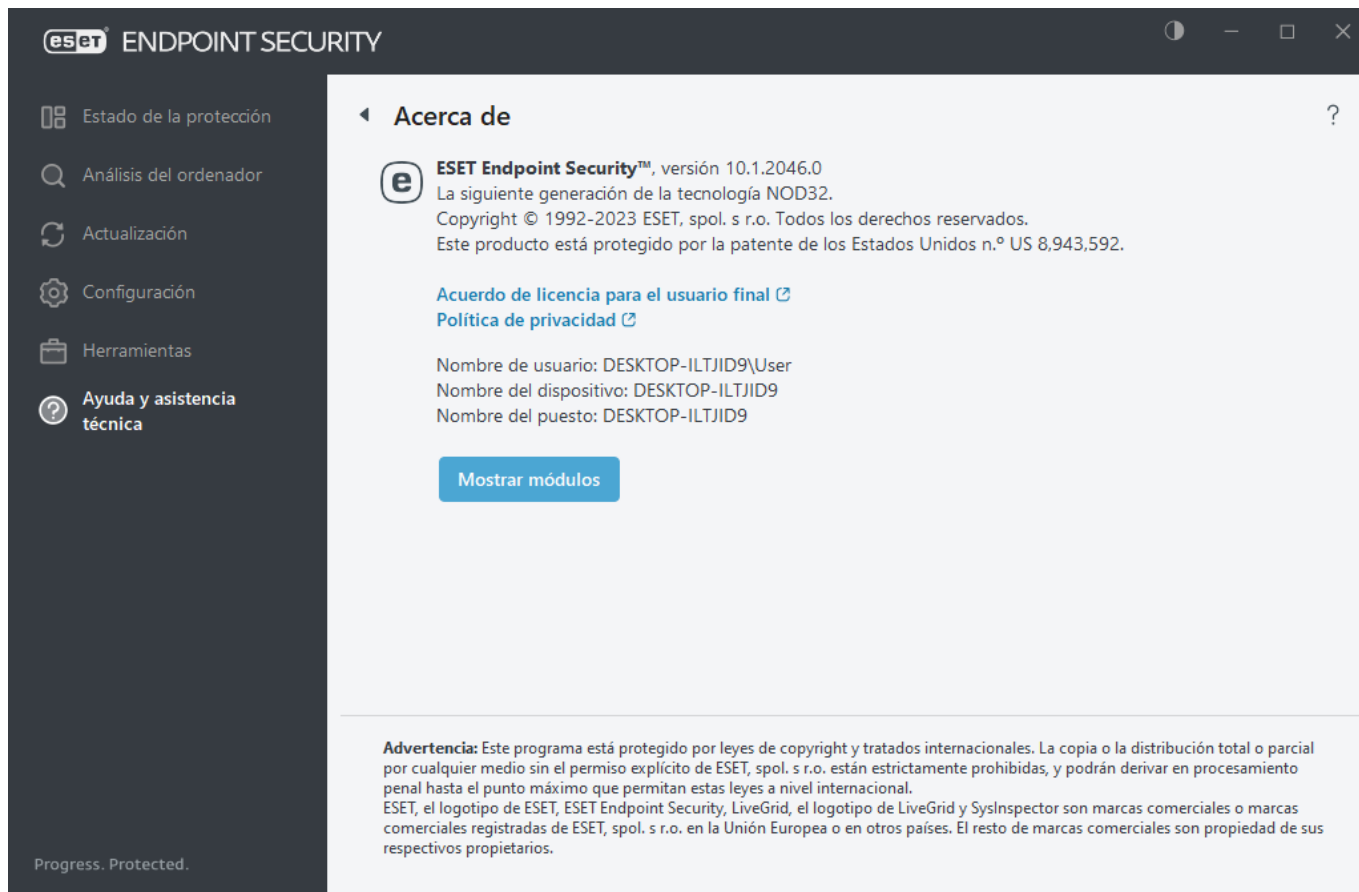 eset ENDPOINT SECURITY
Estado de la protección
Análisis del ordenador
Actualización
Configuración
Herramientas
Ayuda y asistencia
técnica
Progress. Protected.
Acerca de
?
e
ESET Endpoint Security™, versión 10.1.2046.0
La siguiente generación de la tecnología NOD32.
Copyright © 1992-2023 ESET, spol. s r.o. Todos los derechos reservados.
Este producto está protegido por la patente de los Estados Unidos n.º US 8,943,592.
Acuerdo de licencia para el usuario final
Política de privacidad
Nombre de usuario: DESKTOP-ILTJID9\User
Nombre del dispositivo: DESKTOP-ILTJID9
Nombre del puesto: DESKTOP-ILTJID9
Mostrar módulos
Advertencia: Este programa está protegido por leyes de copyright y tratados internacionales. La copia o la distribución total o parcial
por cualquier medio sin el permiso explícito de ESET, spol. s r.o. están estrictamente prohibidas, y podrán derivar en procesamiento
penal hasta el punto máximo que permitan estas leyes a nivel internacional.
ESET, el logotipo de ESET, ESET Endpoint Security, LiveGrid, el logotipo de LiveGrid y SysInspector son marcas comerciales o marcas
comerciales registradas de ESET, spol. s r.o. en la Unión Europea o en otros países. El resto de marcas comerciales son propiedad de sus
respectivos propietarios.